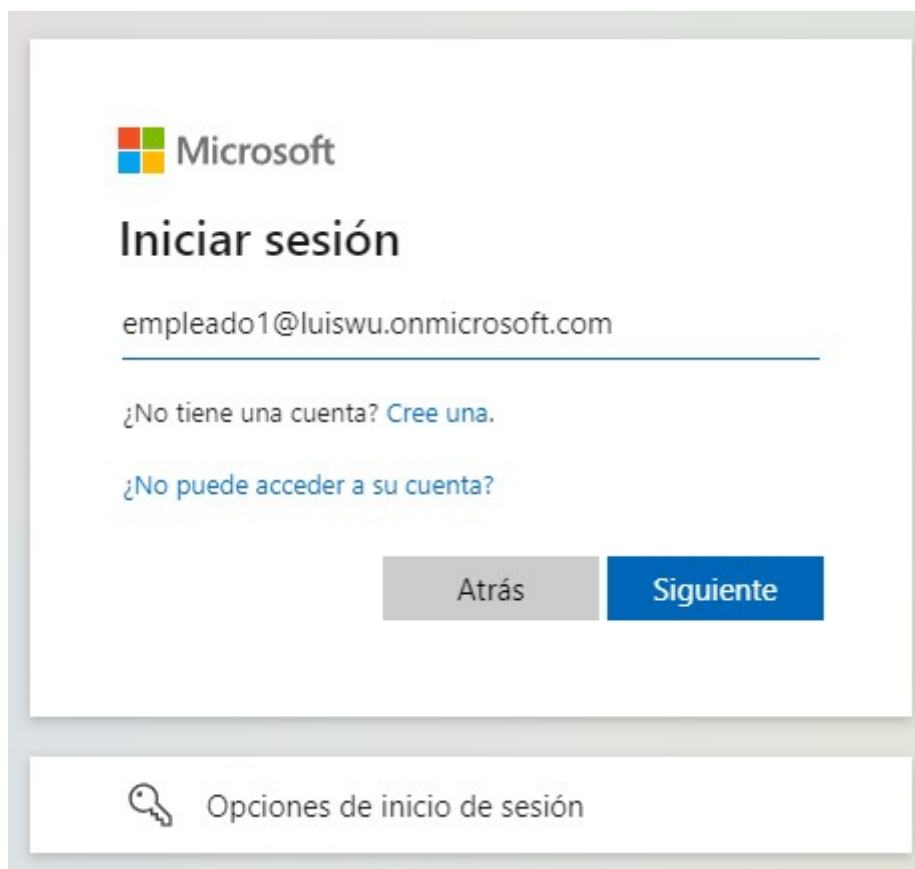 Microsoft
Iniciar sesión
empleado1@luiswu.onmicrosoft.com
¿No tiene una cuenta? Cree una.
¿No puede acceder a su cuenta?
Atrás Siguiente
Opciones de inicio de sesión